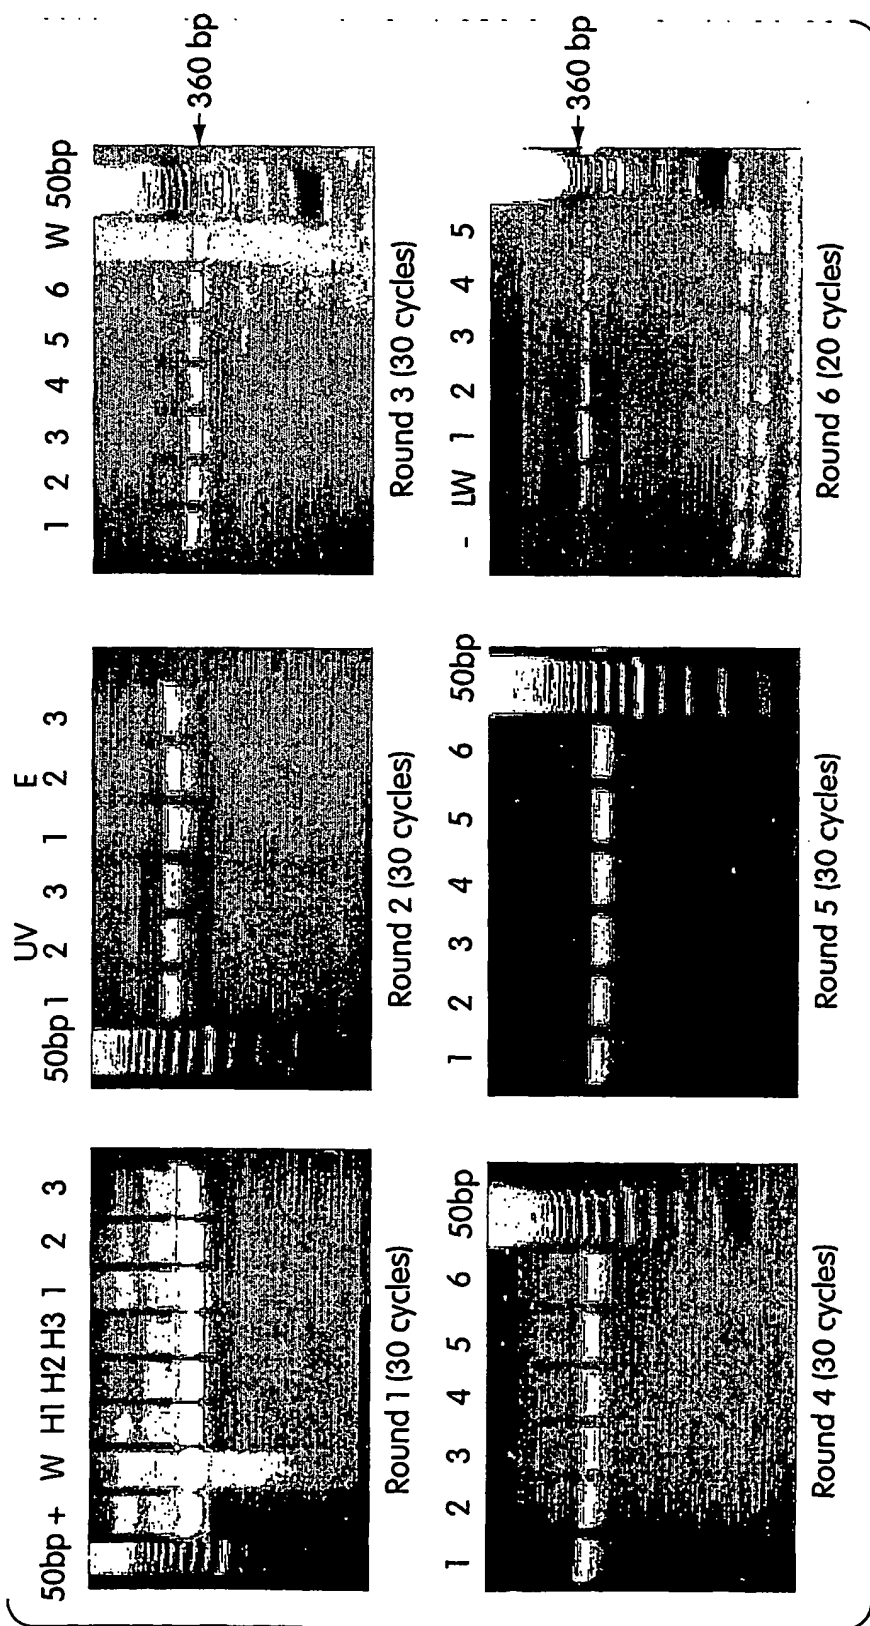 50bp + W H1 H2 H3 1 2 3
Round 1 (30 cycles)
UV E
50bp 1 2 3 1 2 3
Round 2 (30 cycles)
1 2 3 4 5 6 W 50bp
360 bp
Round 3 (30 cycles)
1 2 3 4 5 6 50bp
Round 4 (30 cycles)
1 2 3 4 5 6 50bp
Round 5 (30 cycles)
- LW 1 2 3 4 5
360 bp
Round 6 (20 cycles)